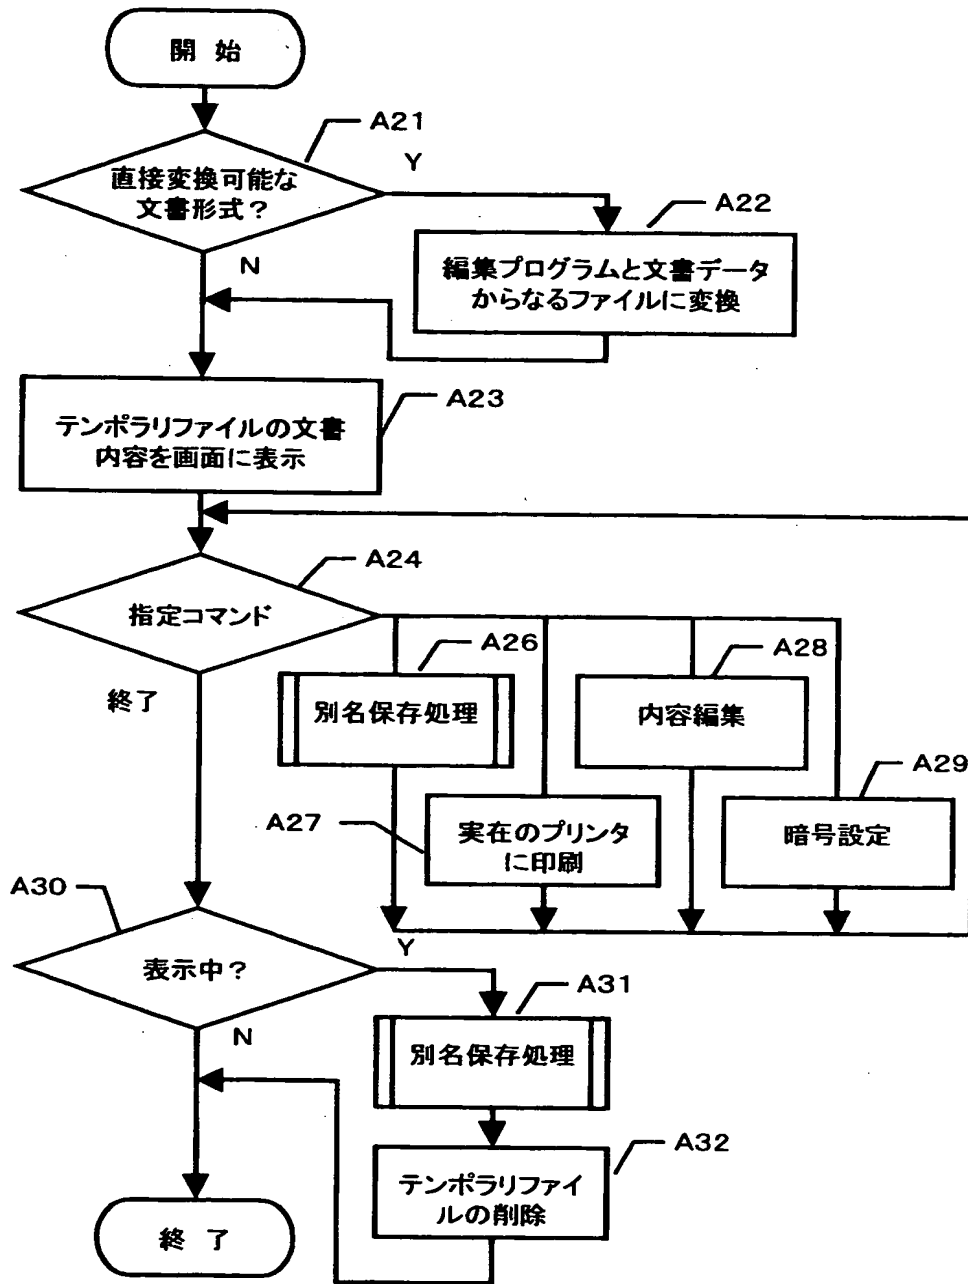 開 始
A21
直接変換可能な
文書形式?
Y
A22
編集プログラムと文書データ
からなるファイルに変換
N
A23
テンポラリファイルの文書
内容を画面に表示
A24
指定コマンド
終了
A26
別名保存処理
A28
内容編集
A27
実在のプリンタ
に印刷
A29
暗号設定
A30
表示中?
Y
A31
別名保存処理
N
A32
テンポラリファイ
ルの削除
終 了